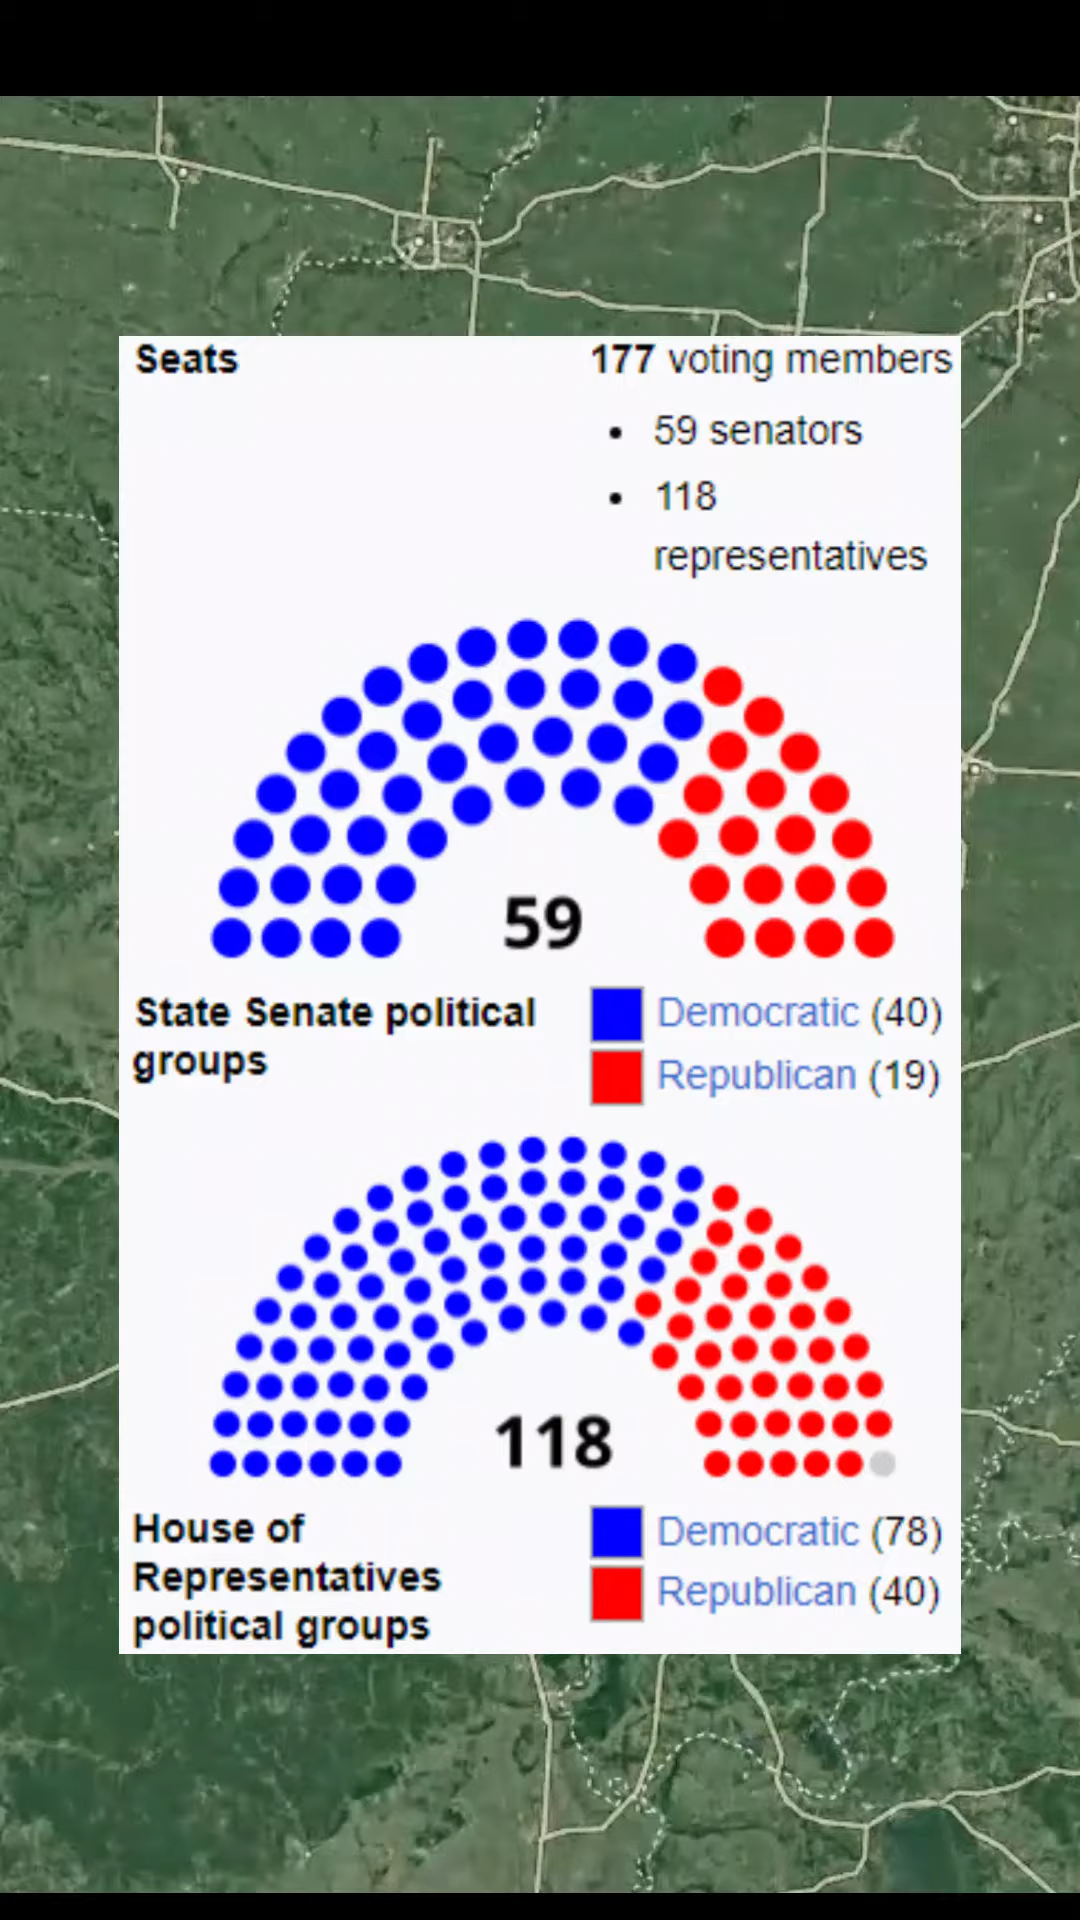 Seats
177 voting members
• 59 senators
• 118
representatives
59
State Senate political
groups
Democratic (40)
Republican (19)
118
House of
Representatives
political groups
Democratic (78)
Republican (40)